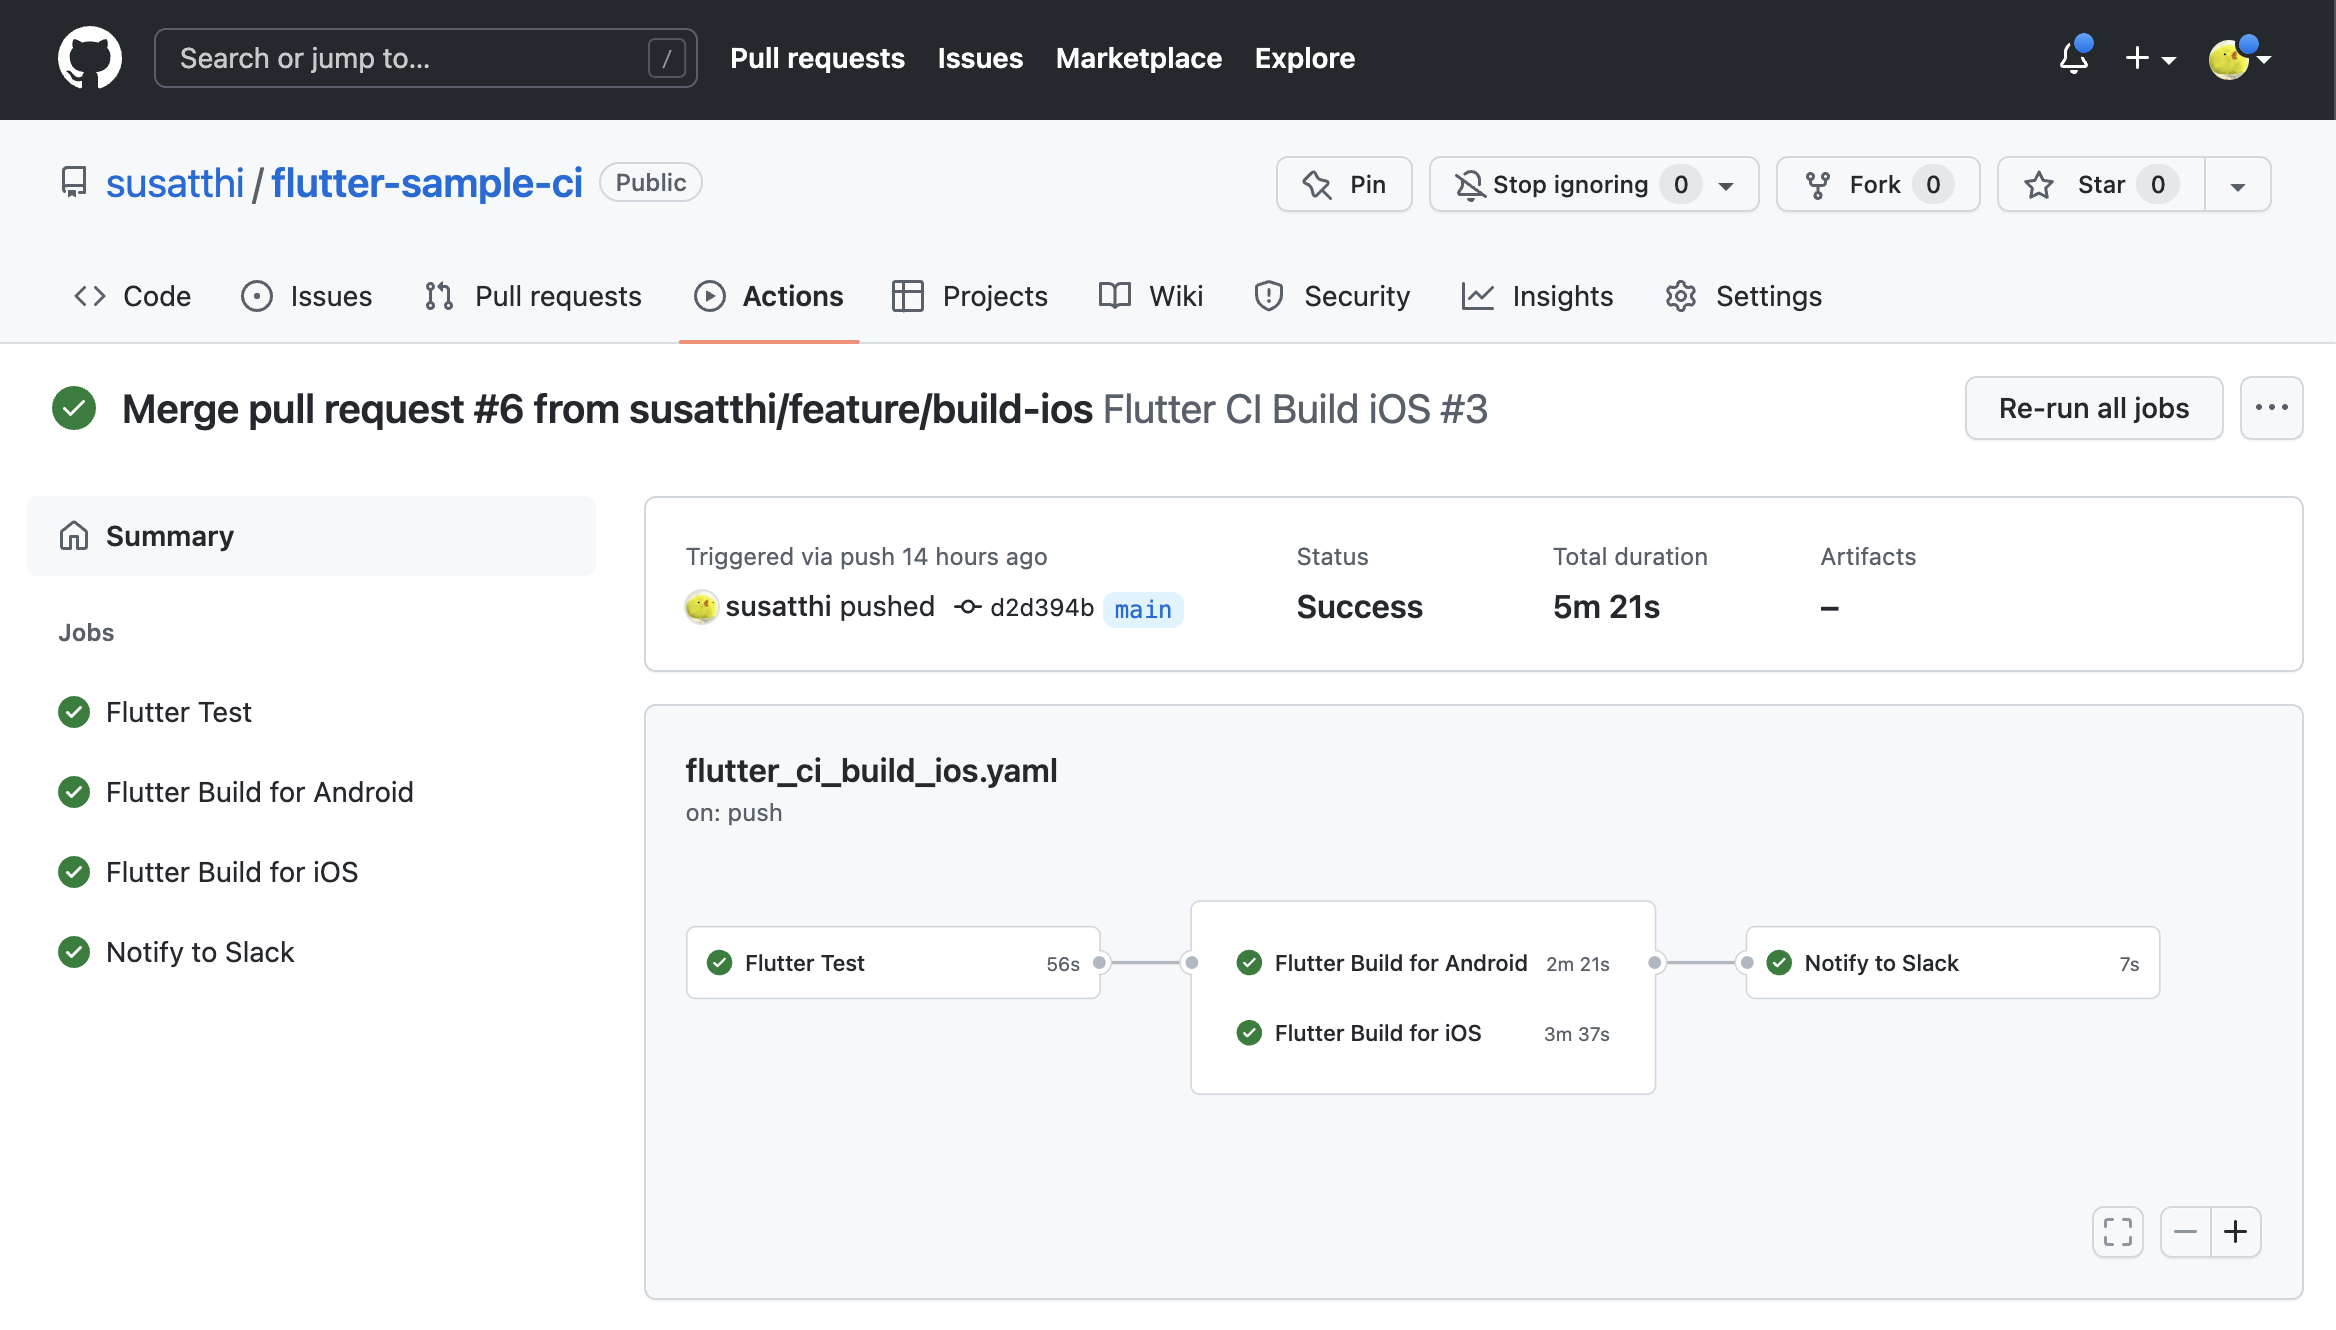 Search or jump to... /
Pull requests Issues Marketplace Explore
susatthi / flutter-sample-ci Public
Pin Stop ignoring 0 Fork 0 Star 0
Code Issues Pull requests Actions Projects Wiki Security Insights Settings
Merge pull request #6 from susatthi/feature/build-ios Flutter CI Build iOS #3
Re-run all jobs
Summary
Jobs
Flutter Test
Flutter Build for Android
Flutter Build for iOS
Notify to Slack
Triggered via push 14 hours ago
susatthi pushed d2d394b main
Status
Success
Total duration
5m 21s
Artifacts
–
flutter_ci_build_ios.yaml
on: push
Flutter Test 56s
Flutter Build for Android 2m 21s
Flutter Build for iOS 3m 37s
Notify to Slack 7s